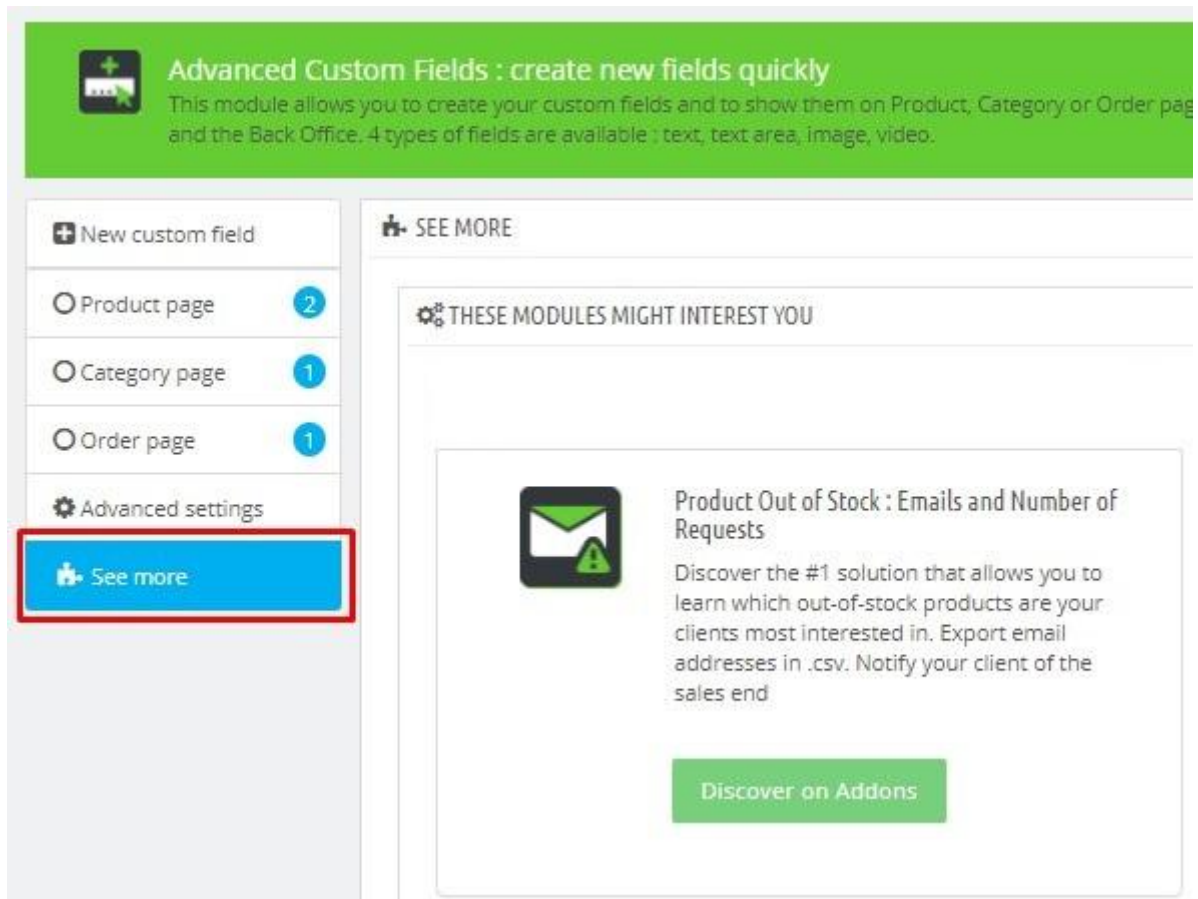 Advanced Custom Fields : create new fields quickly
This module allows you to create your custom fields and to show them on Product, Category or Order pag
and the Back Office. 4 types of fields are available : text, text area, image, video.
New custom field
Product page 2
Category page 1
Order page 1
Advanced settings
See more
SEE MORE
THESE MODULES MIGHT INTEREST YOU
Product Out of Stock : Emails and Number of
Requests
Discover the #1 solution that allows you to
learn which out-of-stock products are your
clients most interested in. Export email
addresses in .csv. Notify your client of the
sales end
Discover on Addons